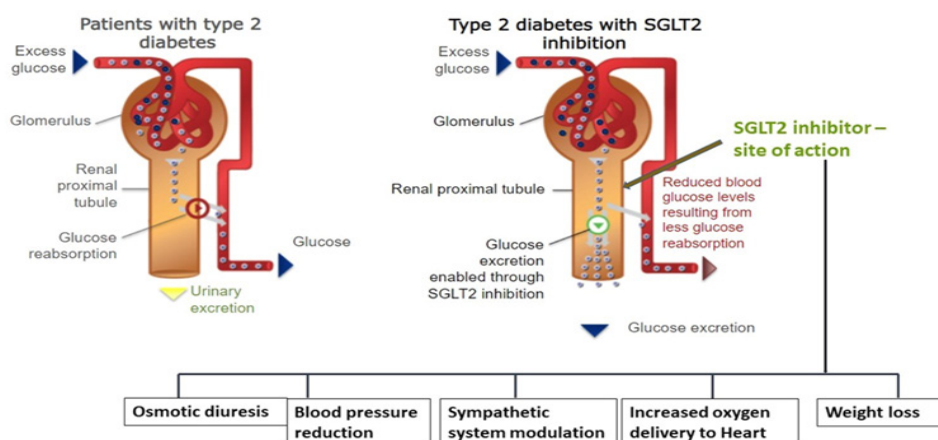 Patients with type 2
diabetes
Excess
glucose
Glomerulus
Renal
proximal
tubule
Glucose
reabsorption
Glucose
Urinary
excretion
Type 2 diabetes with SGLT2
inhibition
Excess
glucose
Glomerulus
SGLT2 inhibitor –
site of action
Renal proximal tubule
Reduced blood
glucose levels
resulting from
less glucose
reabsorption
Glucose
excretion
enabled through
SGLT2 inhibition
Glucose excretion
Osmotic diuresis
Blood pressure
reduction
Sympathetic
system modulation
Increased oxygen
delivery to Heart
Weight loss